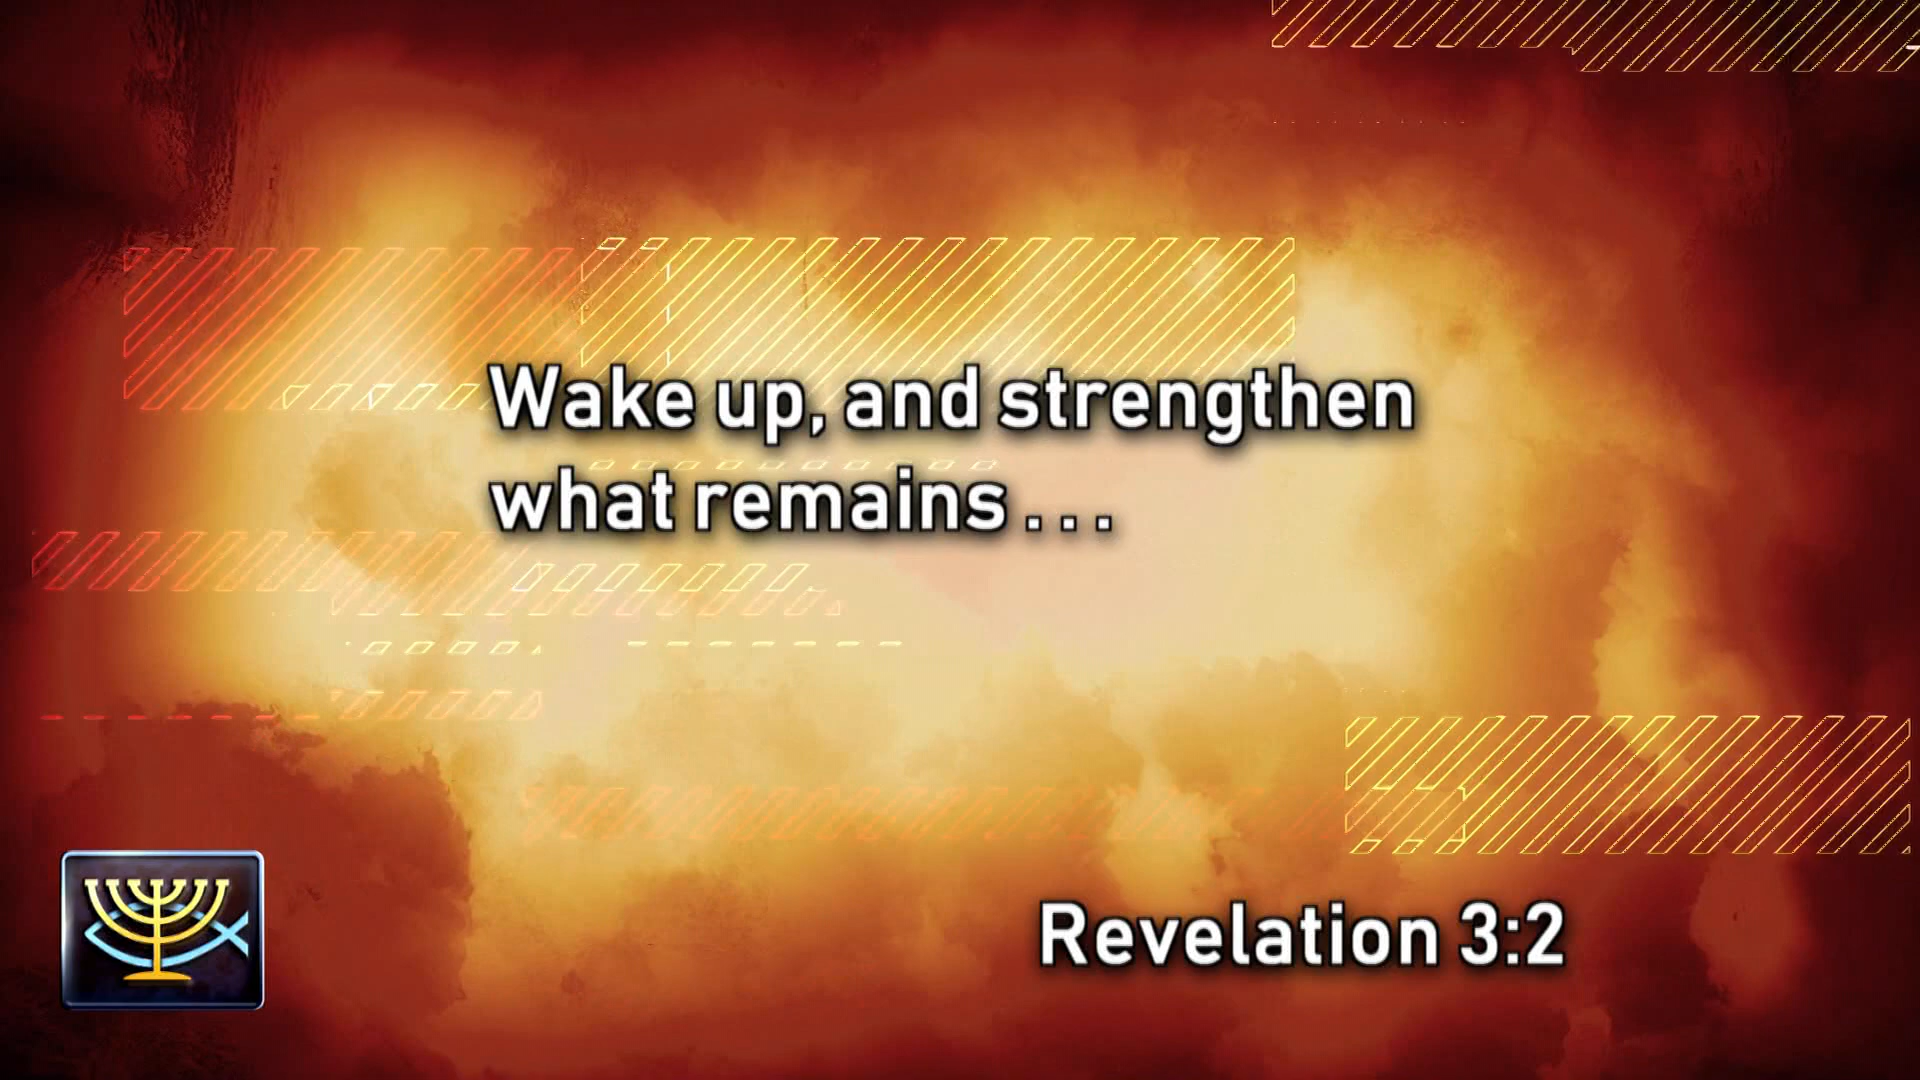 Wake up, and strengthen
what remains . . .
Revelation 3:2